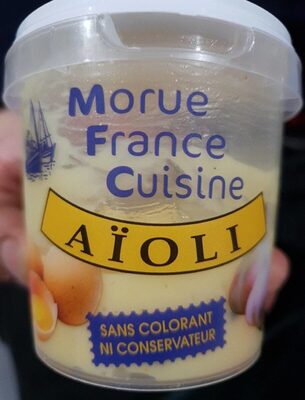 Morue
France
Cuisine
AÏOLI
SANS COLORANT
NI CONSERVATEUR